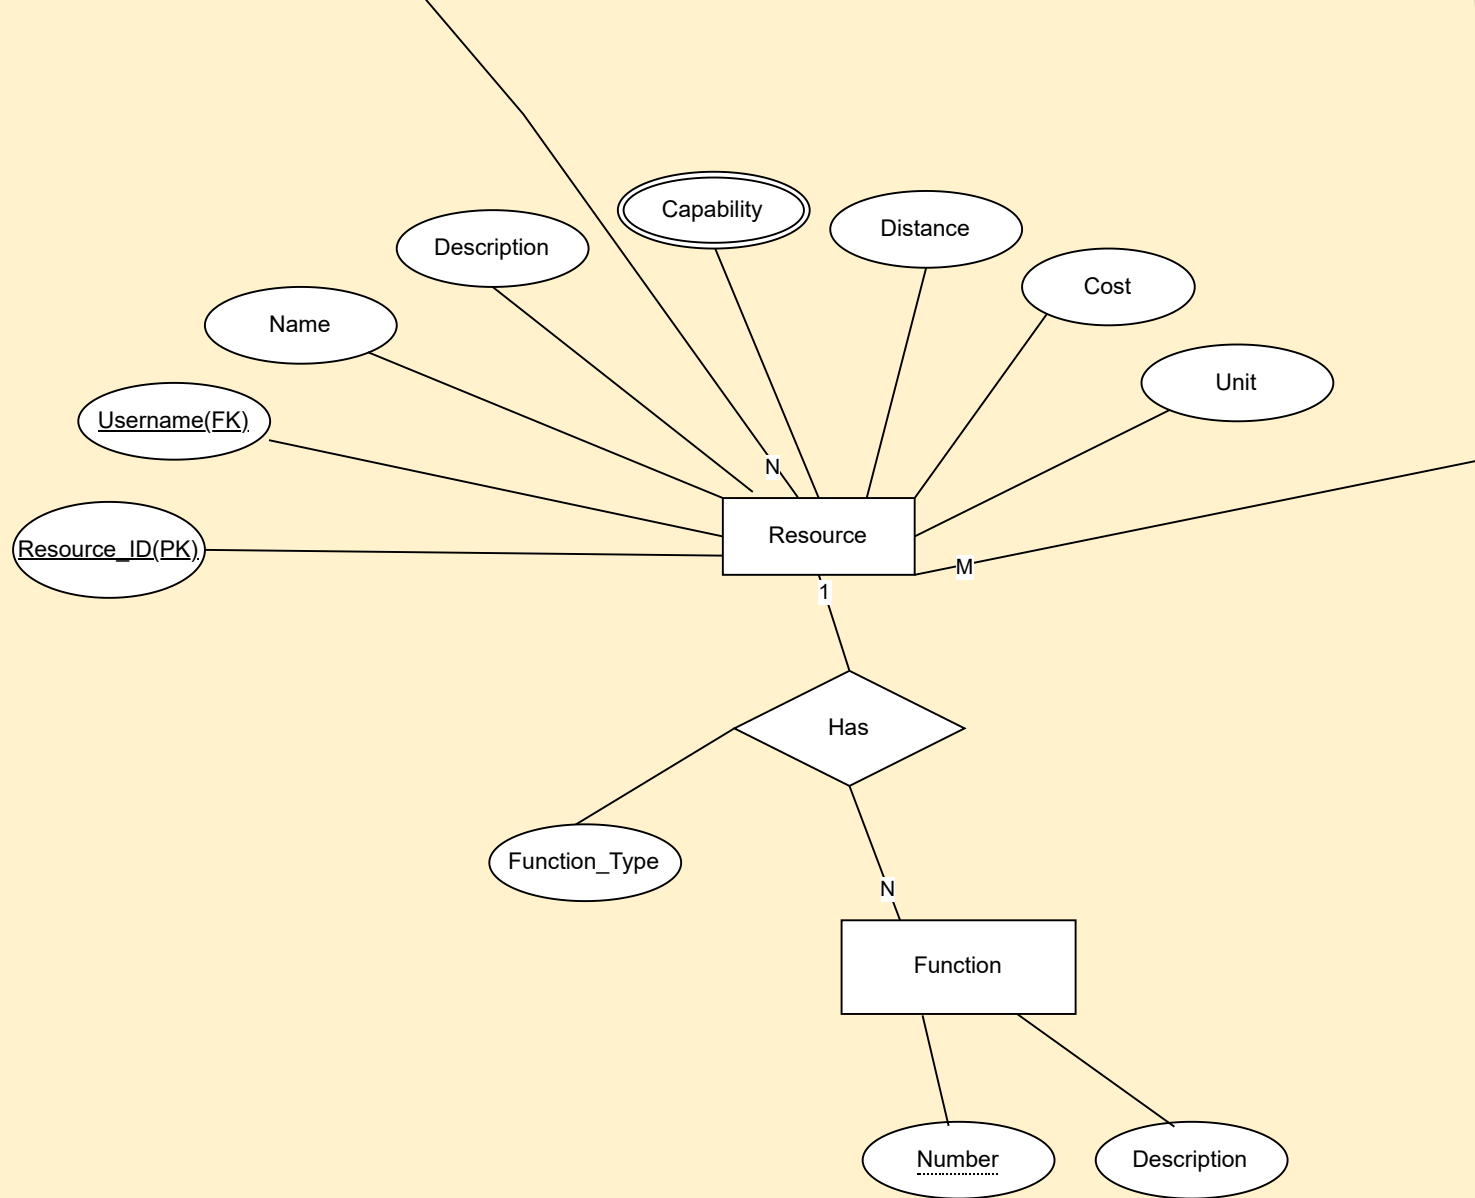 Capability
Distance
Description
Cost
Name
Unit
Username(FK)
N
Resource
Resource_ID(PK)
M
1
Has
Function_Type
N
Function
Number
Description